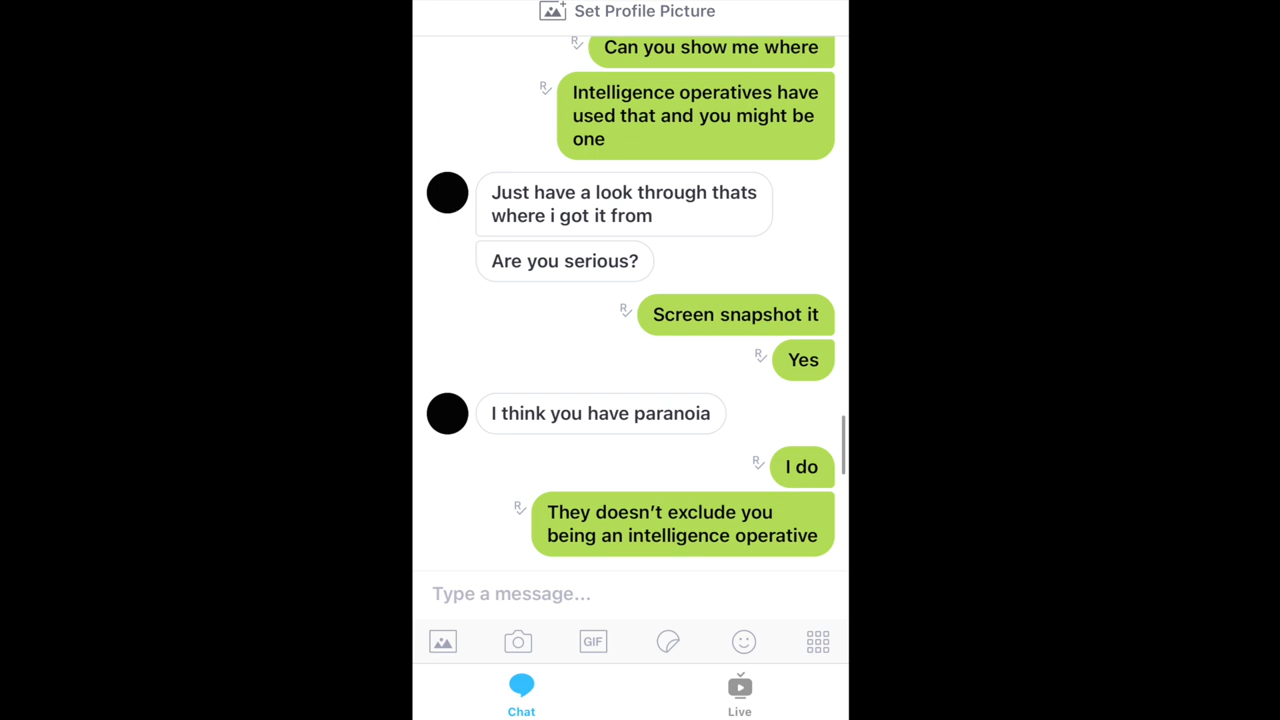 Set Profile Picture
R
Can you show me where
R
Intelligence operatives have
used that and you might be
one
Just have a look through thats
where i got it from
Are you serious?
R
Screen snapshot it
R
Yes
I think you have paranoia
R
I do
R
They doesn’t exclude you
being an intelligence operative
Type a message...
GIF
Chat
Live